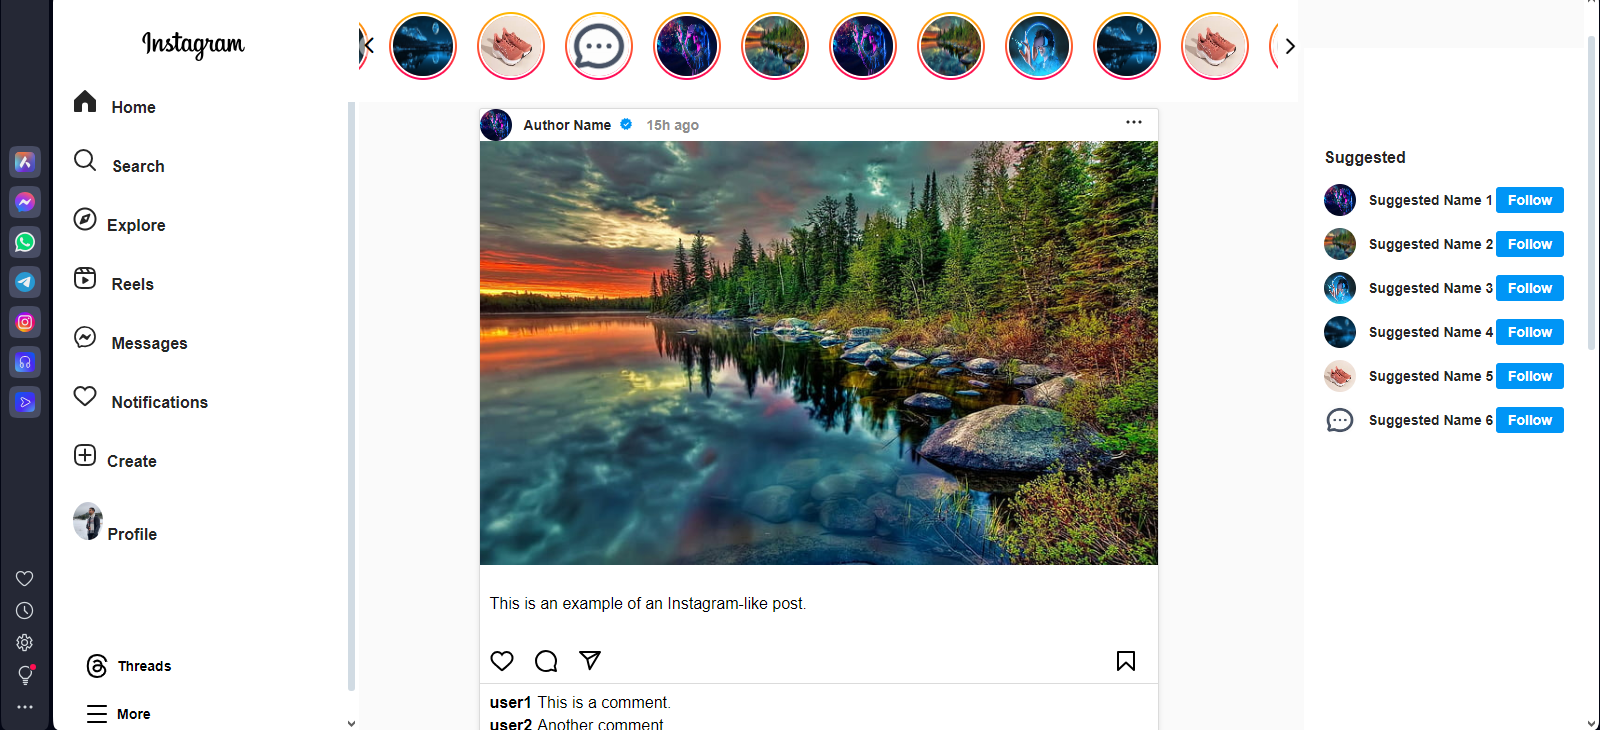 Instagram
Home
Search
Explore
Reels
Messages
Notifications
Create
Profile
Threads
More
Author Name 15h ago
This is an example of an Instagram-like post.
user1 This is a comment.
user2 Another comment
Suggested
Suggested Name 1 Follow
Suggested Name 2 Follow
Suggested Name 3 Follow
Suggested Name 4 Follow
Suggested Name 5 Follow
Suggested Name 6 Follow